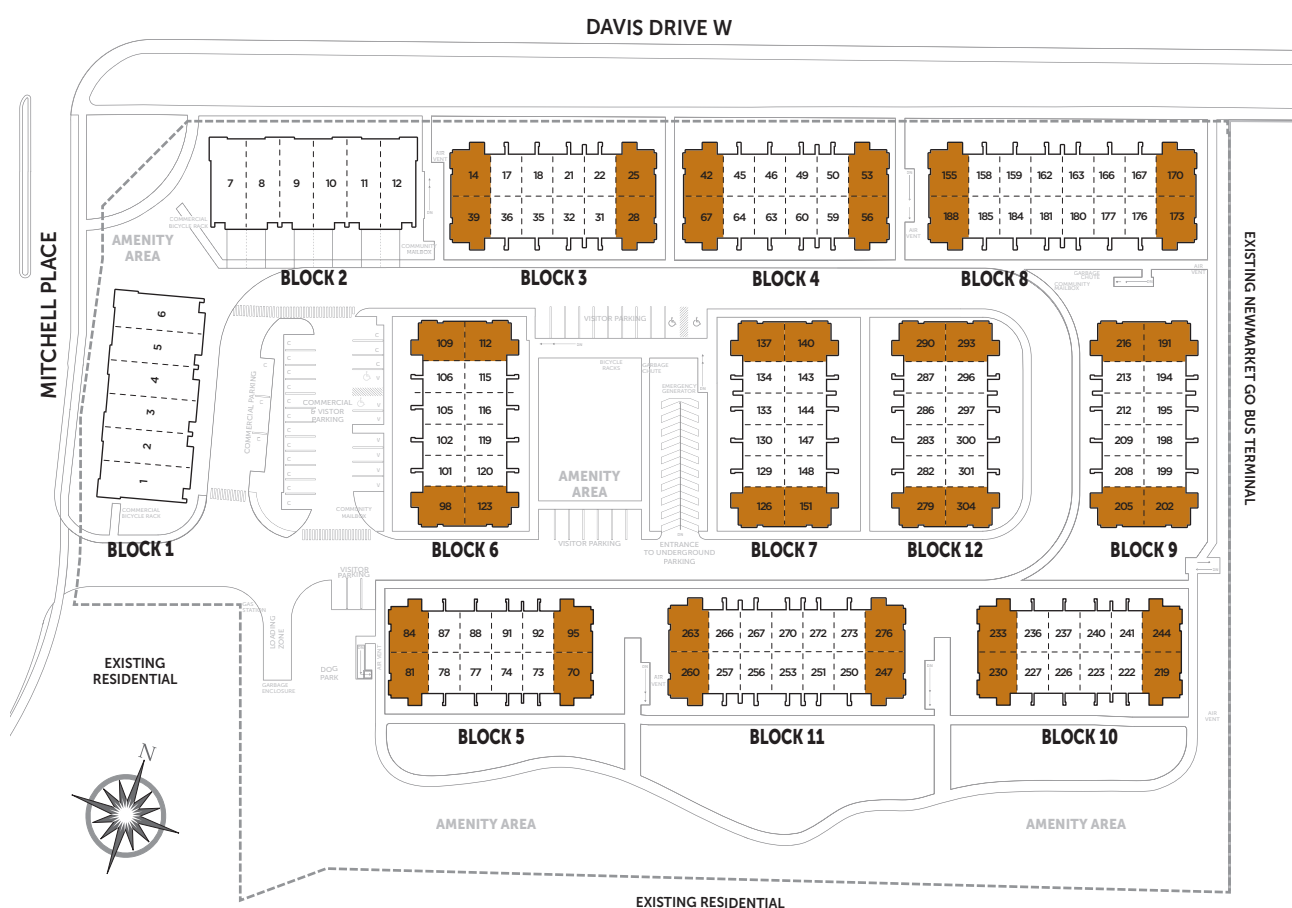 DAVIS DRIVE W
MITCHELL PLACE
EXISTING NEWMARKET GO BUS TERMINAL
AMENITY
AREA
COMMERCIAL
BICYCLE RACK
7 8 9 10 11 12
COMMUNITY
MAILBOX
BLOCK 2
AIR
VENT
14 17 18 21 22 25
39 36 35 32 31 28
BLOCK 3
42 45 46 49 50 53
67 64 63 60 59 56
BLOCK 4
AIR
VENT
155 158 159 162 163 166 167 170
188 185 184 181 180 177 176 173
BLOCK 8
GARBAGE
CHUTE
COMMUNITY
MAILBOX
AIR
VENT
6
5
4
3
2
1
COMMERCIAL
BICYCLE RACK
BLOCK 1
COMMERCIAL PARKING
COMMERCIAL
& VISITOR
PARKING
COMMUNITY
MAILBOX
109 112
106 115
105 116
102 119
101 120
98 123
BLOCK 6
VISITOR PARKING
BICYCLE
RACKS
GARBAGE
CHUTE
EMERGENCY
GENERATOR
AMENITY
AREA
VISITOR PARKING
ENTRANCE
TO UNDERGROUND
PARKING
137 140
134 143
133 144
130 147
129 148
126 151
BLOCK 7
290 293
287 296
286 297
283 300
282 301
279 304
BLOCK 12
216 191
213 194
212 195
209 198
208 199
205 202
BLOCK 9
VISITOR
PARKING
LOADING
ZONE
GARBAGE
ENCLOSURE
DOG
PARK
AIR VENT
84 87 88 91 92 95
81 78 77 74 73 70
BLOCK 5
AIR
VENT
263 266 267 270 272 273 276
260 257 256 253 251 250 247
BLOCK 11
233 236 237 240 241 244
230 227 226 223 222 219
BLOCK 10
AIR
VENT
EXISTING
RESIDENTIAL
N
AMENITY AREA
AMENITY AREA
EXISTING RESIDENTIAL